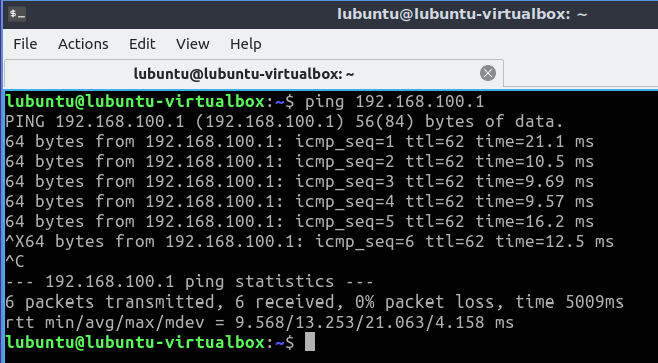 lubuntu@lubuntu-virtualbox: ~
File Actions Edit View Help
lubuntu@lubuntu-virtualbox: ~
lubuntu@lubuntu-virtualbox:~$ ping 192.168.100.1
PING 192.168.100.1 (192.168.100.1) 56(84) bytes of data.
64 bytes from 192.168.100.1: icmp_seq=1 ttl=62 time=21.1 ms
64 bytes from 192.168.100.1: icmp_seq=2 ttl=62 time=10.5 ms
64 bytes from 192.168.100.1: icmp_seq=3 ttl=62 time=9.69 ms
64 bytes from 192.168.100.1: icmp_seq=4 ttl=62 time=9.57 ms
64 bytes from 192.168.100.1: icmp_seq=5 ttl=62 time=16.2 ms
^X64 bytes from 192.168.100.1: icmp_seq=6 ttl=62 time=12.5 ms
^C
--- 192.168.100.1 ping statistics ---
6 packets transmitted, 6 received, 0% packet loss, time 5009ms
rtt min/avg/max/mdev = 9.568/13.253/21.063/4.158 ms
lubuntu@lubuntu-virtualbox:~$